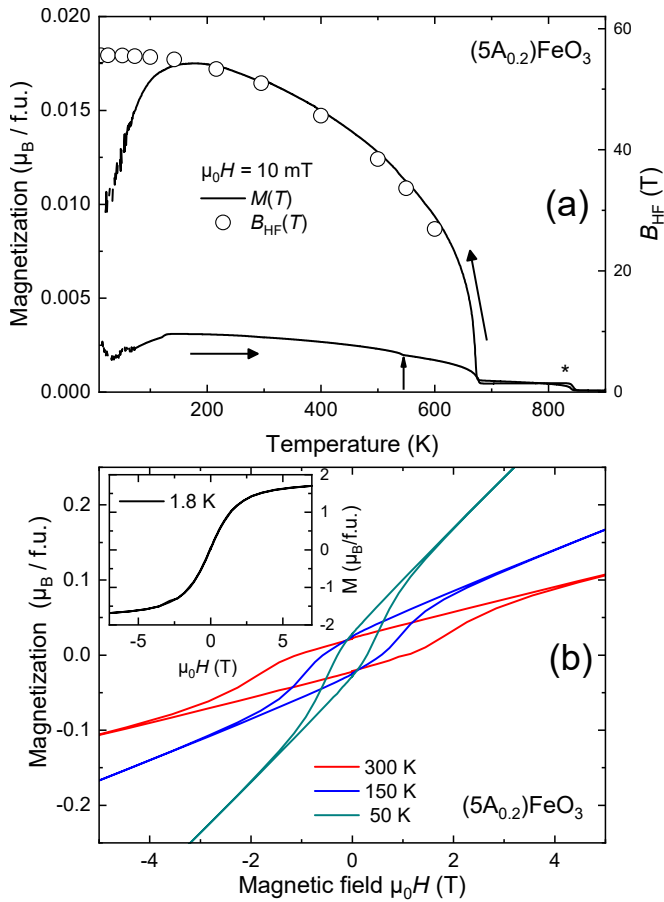 (5A0.2)FeO3
μ0H = 10 mT
M(T)
BHF(T)
(a)
*
0.020
0.015
0.010
0.005
0.000
Magnetization (μB / f.u.)
60
40
20
0
BHF (T)
200 400 600 800
Temperature (K)
1.8 K
2
1
0
-1
-2
M (μB/f.u.)
-5 0 5
μ0H (T)
(b)
0.2
0.1
0.0
-0.1
-0.2
Magnetization (μB / f.u.)
300 K
150 K
50 K
(5A0.2)FeO3
-4 -2 0 2 4
Magnetic field μ0H (T)